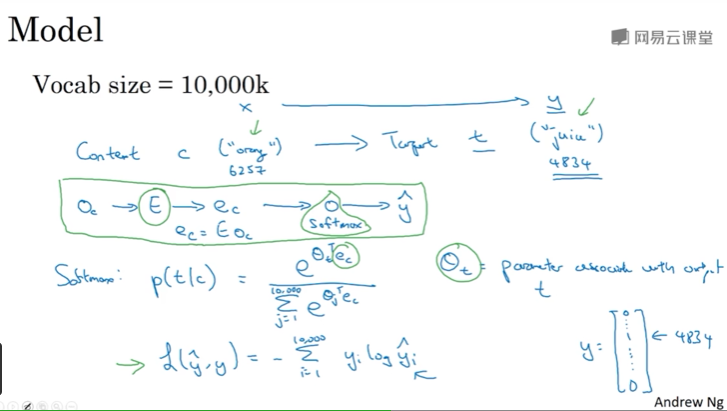 Model
网易云课堂
Vocab size = 10,000k
x → y
Content c ("orange") → Target t ("juice")
6257 4834
O_c → E → e_c → O → ŷ
softmax
e_c = E O_c
Softmax: p(t|c) = e^{θ_t^T e_c} / Σ_{j=1}^{10,000} e^{θ_j^T e_c}
θ_t = parameter associated with output t
L(ŷ,y) = - Σ_{i=1}^{10,000} y_i log ŷ_i
y = [0 ⋮ 1 ⋮ 0] ← 4834
Andrew Ng